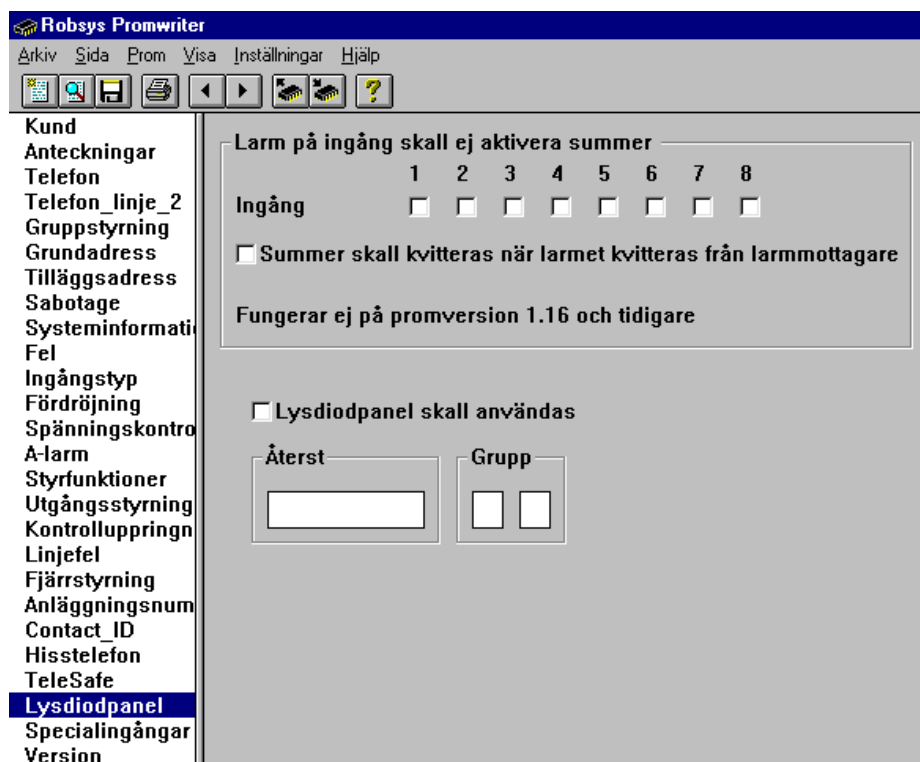 Robsys Promwriter
Arkiv Sida Prom Visa Inställningar Hjälp
Kund
Anteckningar
Telefon
Telefon_linje_2
Gruppstyrning
Grundadress
Tilläggsadress
Sabotage
Systeminformati
Fel
Ingångstyp
Fördröjning
Spänningskontro
A-larm
Styrfunktioner
Utgångsstyrning
Kontrolluppringn
Linjefel
Fjärrstyrning
Anläggningsnum
Contact_ID
Hisstelefon
TeleSafe
Lysdiodpanel
Specialingångar
Version
Larm på ingång skall ej aktivera summer
1 2 3 4 5 6 7 8
Ingång
Summer skall kvitteras när larmet kvitteras från larmmottagare
Fungerar ej på promversion 1.16 och tidigare
Lysdiodpanel skall användas
Återst
Grupp